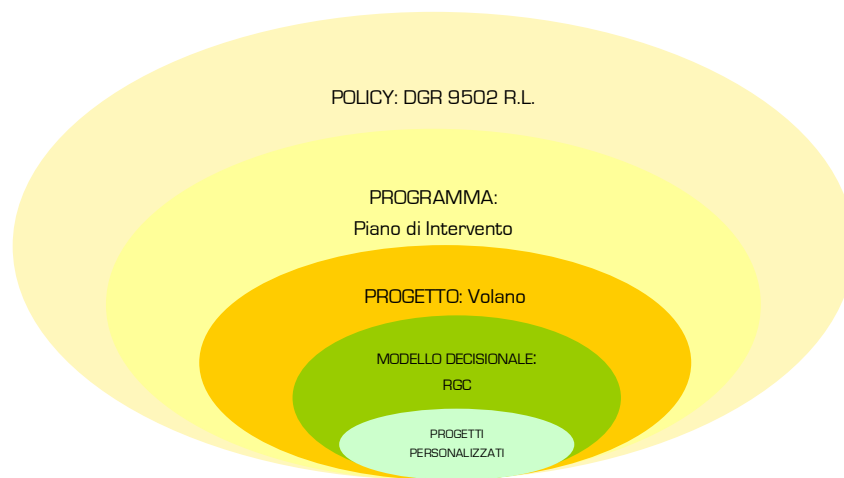 POLICY: DGR 9502 R.L.
PROGRAMMA:
Piano di Intervento
PROGETTO: Volano
MODELLO DECISIONALE:
RGC
PROGETTI
PERSONALIZZATI